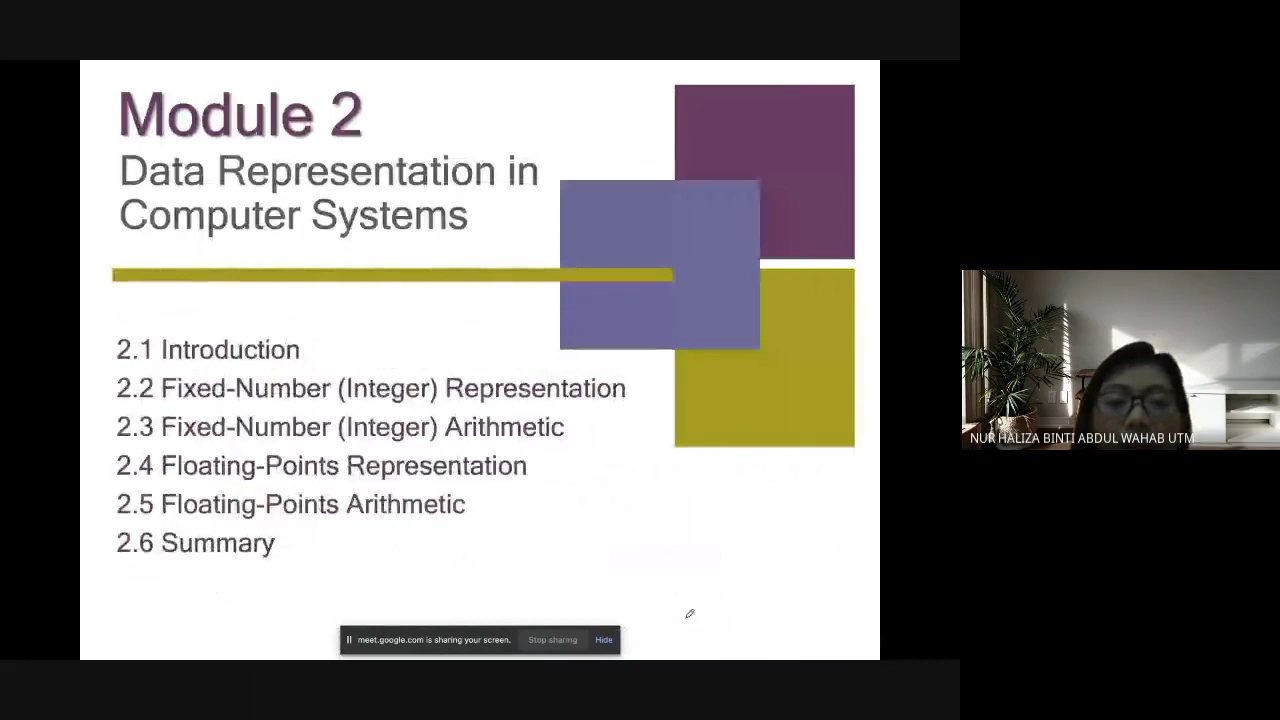 Module 2
Data Representation in
Computer Systems
2.1 Introduction
2.2 Fixed-Number (Integer) Representation
2.3 Fixed-Number (Integer) Arithmetic
2.4 Floating-Points Representation
2.5 Floating-Points Arithmetic
2.6 Summary
meet.google.com is sharing your screen. Stop sharing Hide
NUR HALIZA BINTI ABDUL WAHAB UTM